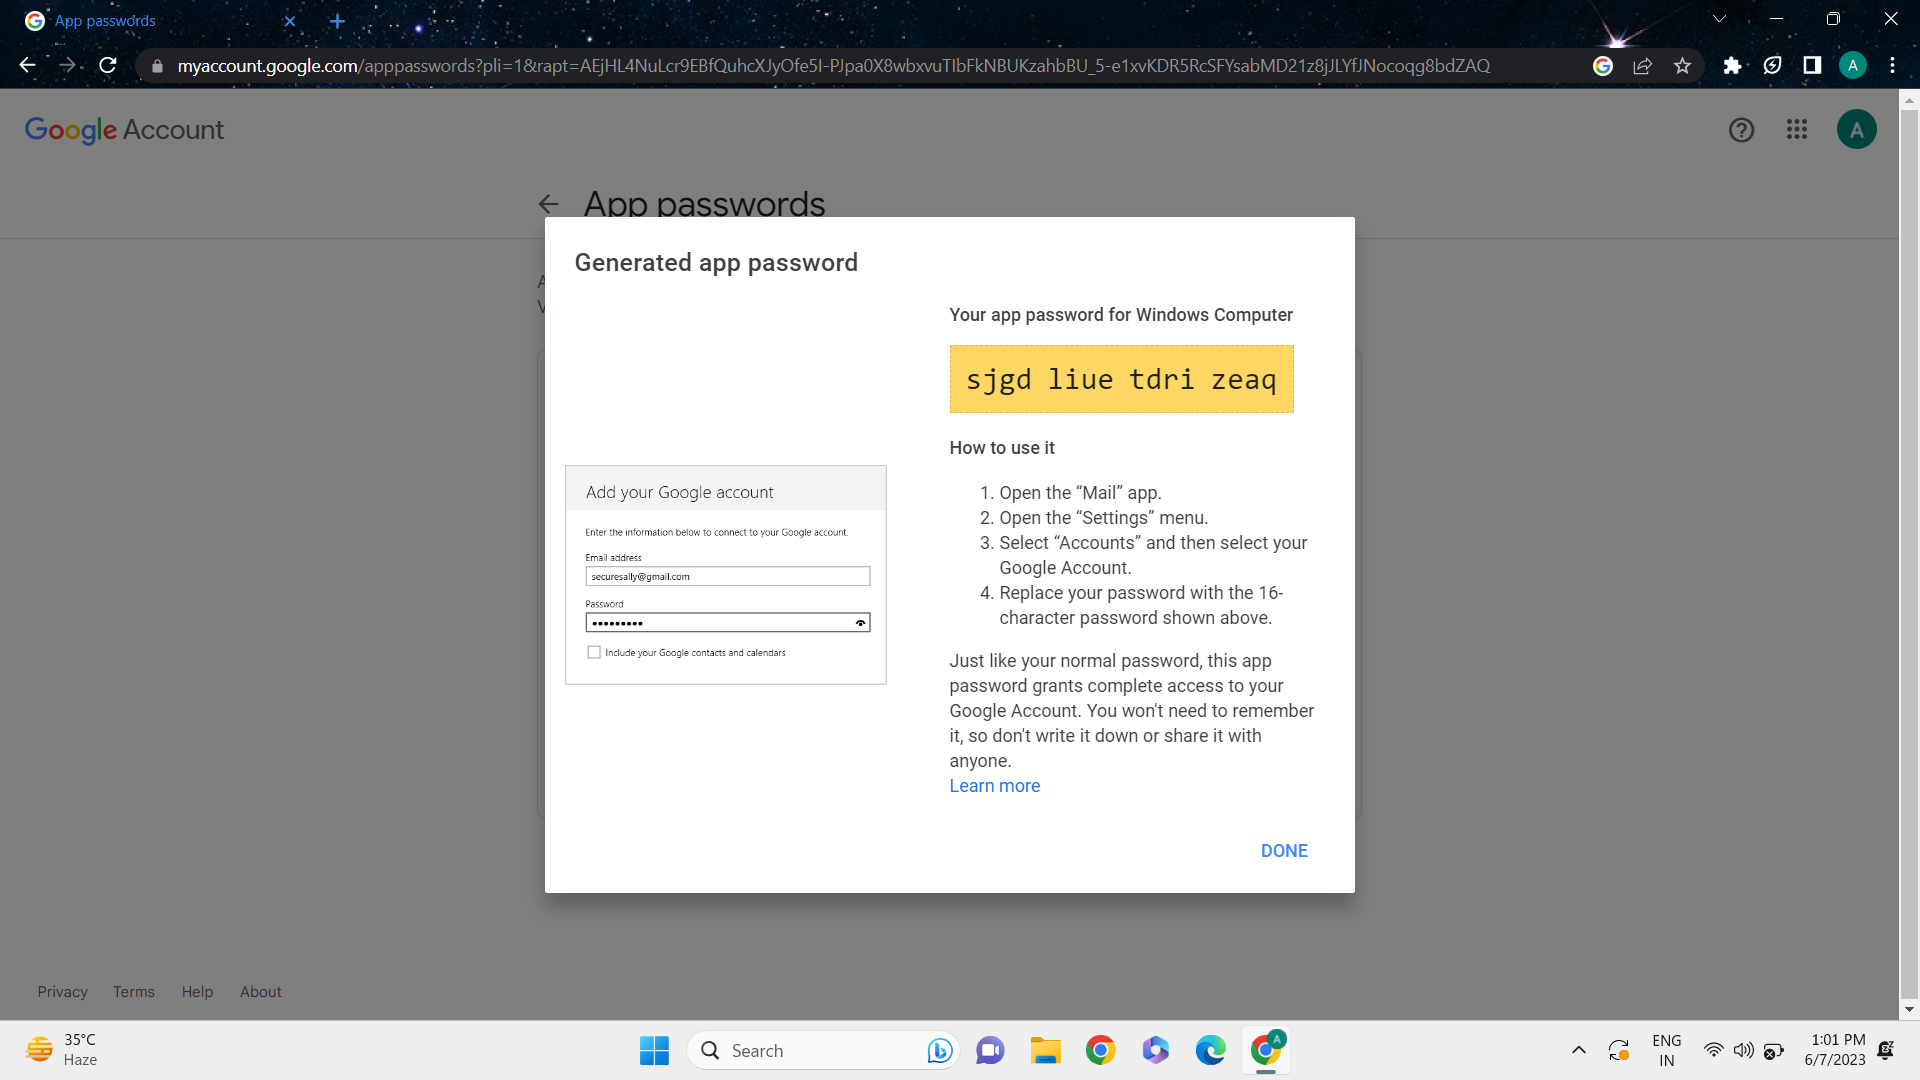 App passwords
myaccount.google.com/apppasswords?pli=1&rapt=AEjHL4NuLcr9EBfQuhcXJyOfe5I-PJpa0X8wbxvuTIbFkNBUKzahbBU_5-e1xvKDR5RcSFYsabMD21z8jJLYfJNocoqg8bdZAQ
A
Google Account
A
App passwords
Generated app password
Your app password for Windows Computer
sjgd liue tdri zeaq
How to use it
1. Open the “Mail” app.
2. Open the “Settings” menu.
3. Select “Accounts” and then select your
Google Account.
4. Replace your password with the 16-
character password shown above.
Just like your normal password, this app
password grants complete access to your
Google Account. You won't need to remember
it, so don't write it down or share it with
anyone.
Learn more
DONE
Add your Google account
Enter the information below to connect to your Google account.
Email address
securesally@gmail.com
Password
•••••••••
Include your Google contacts and calendars
Privacy Terms Help About
35°C
Haze
Search
A
ENG
IN
1:01 PM
6/7/2023